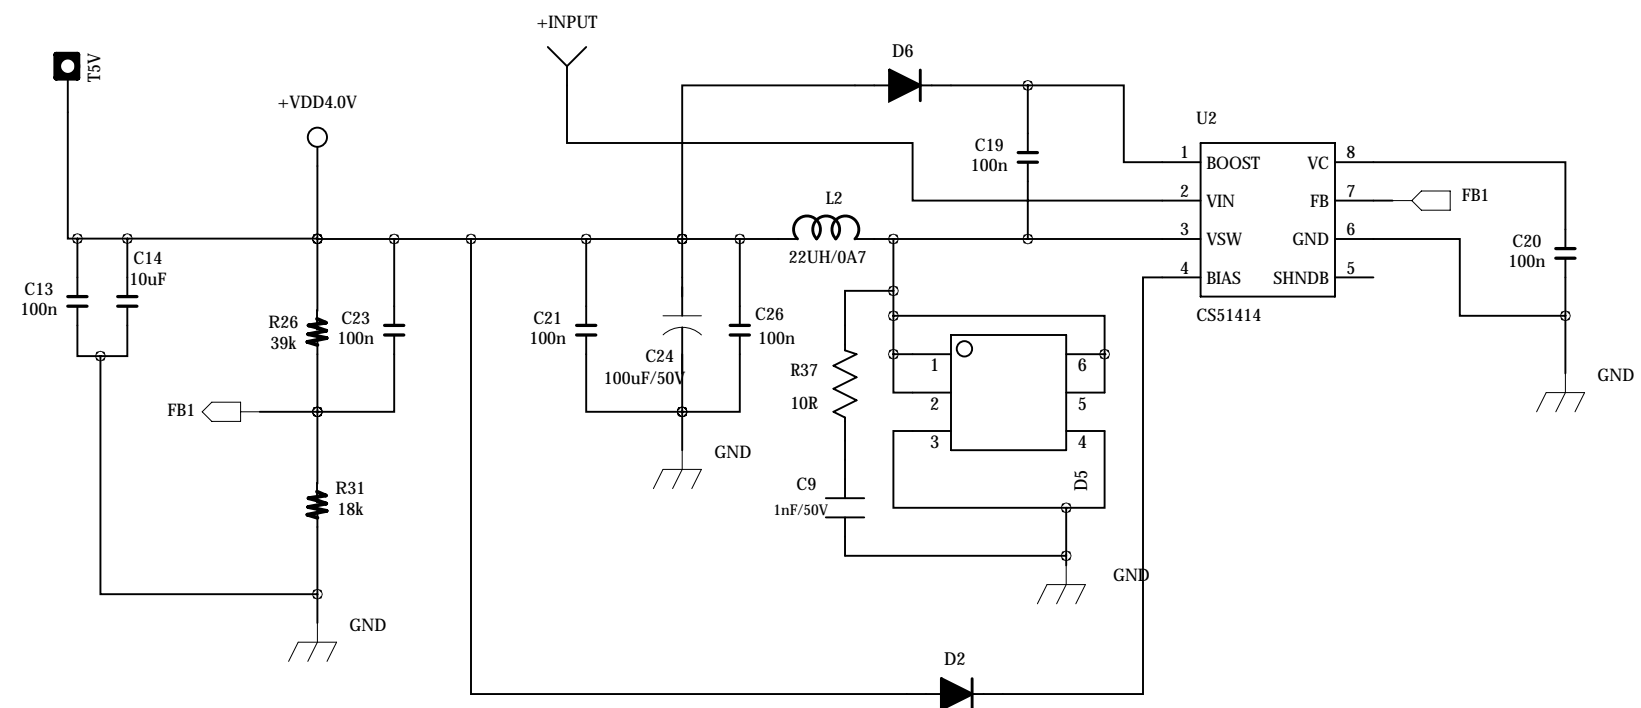 +INPUT
T5V
D6
+VDD4.0V
U2
C19
100n
1
BOOST
VC
8
2
VIN
FB
7
FB1
L2
22UH/0A7
3
VSW
GND
6
C20
100n
4
BIAS
SHNDB
5
CS51414
C14
10uF
C13
100n
R26
39k
C23
100n
C21
100n
C24
100uF/50V
C26
100n
R37
10R
1
6
2
5
3
4
D5
GND
FB1
GND
R31
18k
C9
1nF/50V
GND
GND
D2